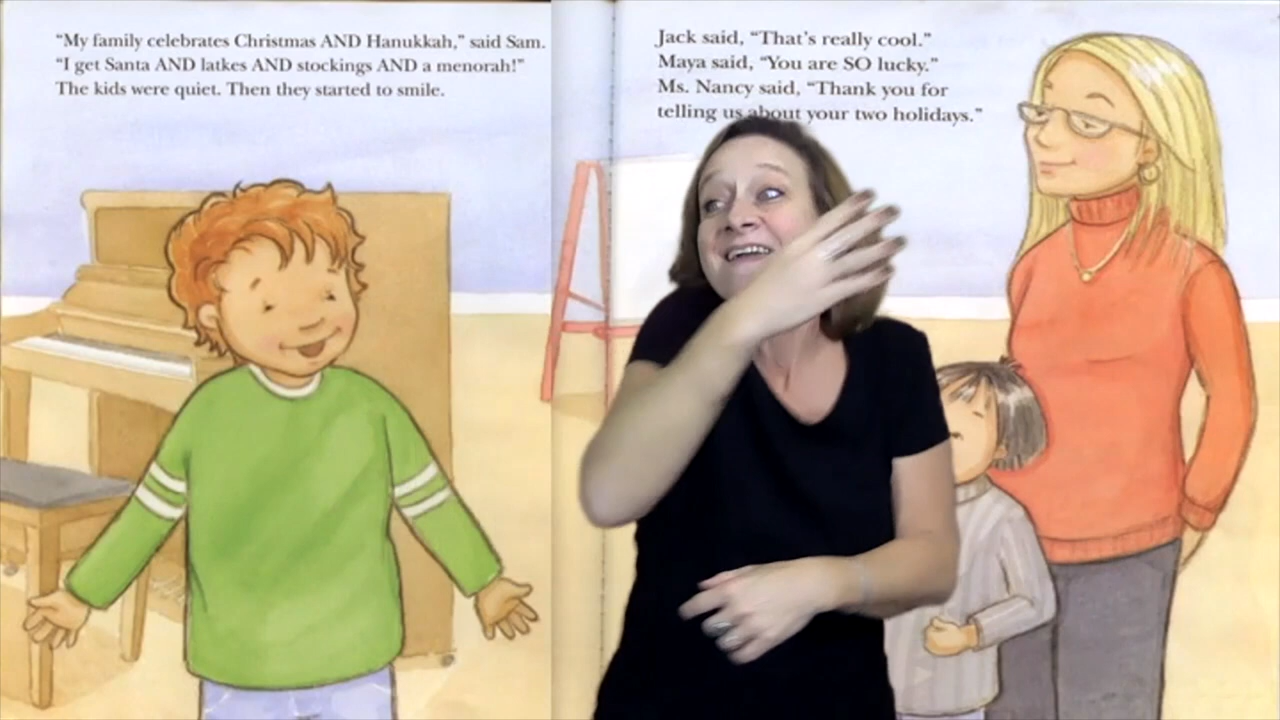 “My family celebrates Christmas AND Hanukkah,” said Sam.
“I get Santa AND latkes AND stockings AND a menorah!”
The kids were quiet. Then they started to smile.
Jack said, “That’s really cool.”
Maya said, “You are SO lucky.”
Ms. Nancy said, “Thank you for
telling us about your two holidays.”